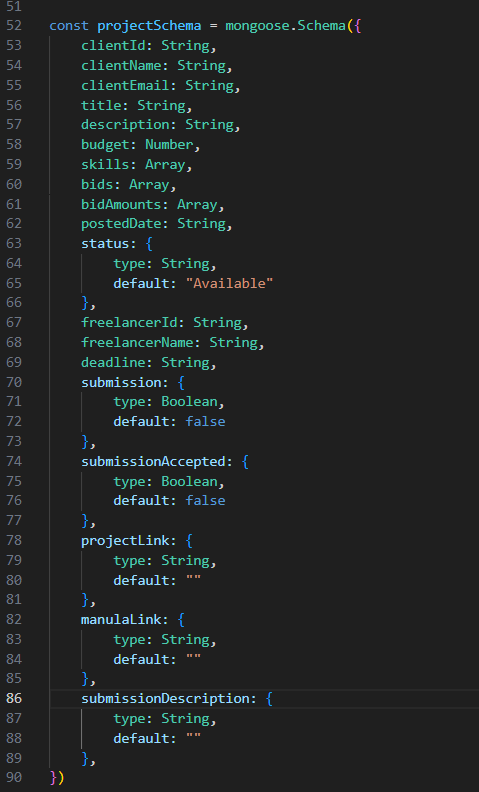 51
52 const projectSchema = mongoose.Schema({
53     clientId: String,
54     clientName: String,
55     clientEmail: String,
56     title: String,
57     description: String,
58     budget: Number,
59     skills: Array,
60     bids: Array,
61     bidAmounts: Array,
62     postedDate: String,
63     status: {
64         type: String,
65         default: "Available"
66     },
67     freelancerId: String,
68     freelancerName: String,
69     deadline: String,
70     submission: {
71         type: Boolean,
72         default: false
73     },
74     submissionAccepted: {
75         type: Boolean,
76         default: false
77     },
78     projectLink: {
79         type: String,
80         default: ""
81     },
82     manulaLink: {
83         type: String,
84         default: ""
85     },
86     submissionDescription: {
87         type: String,
88         default: ""
89     },
90 })